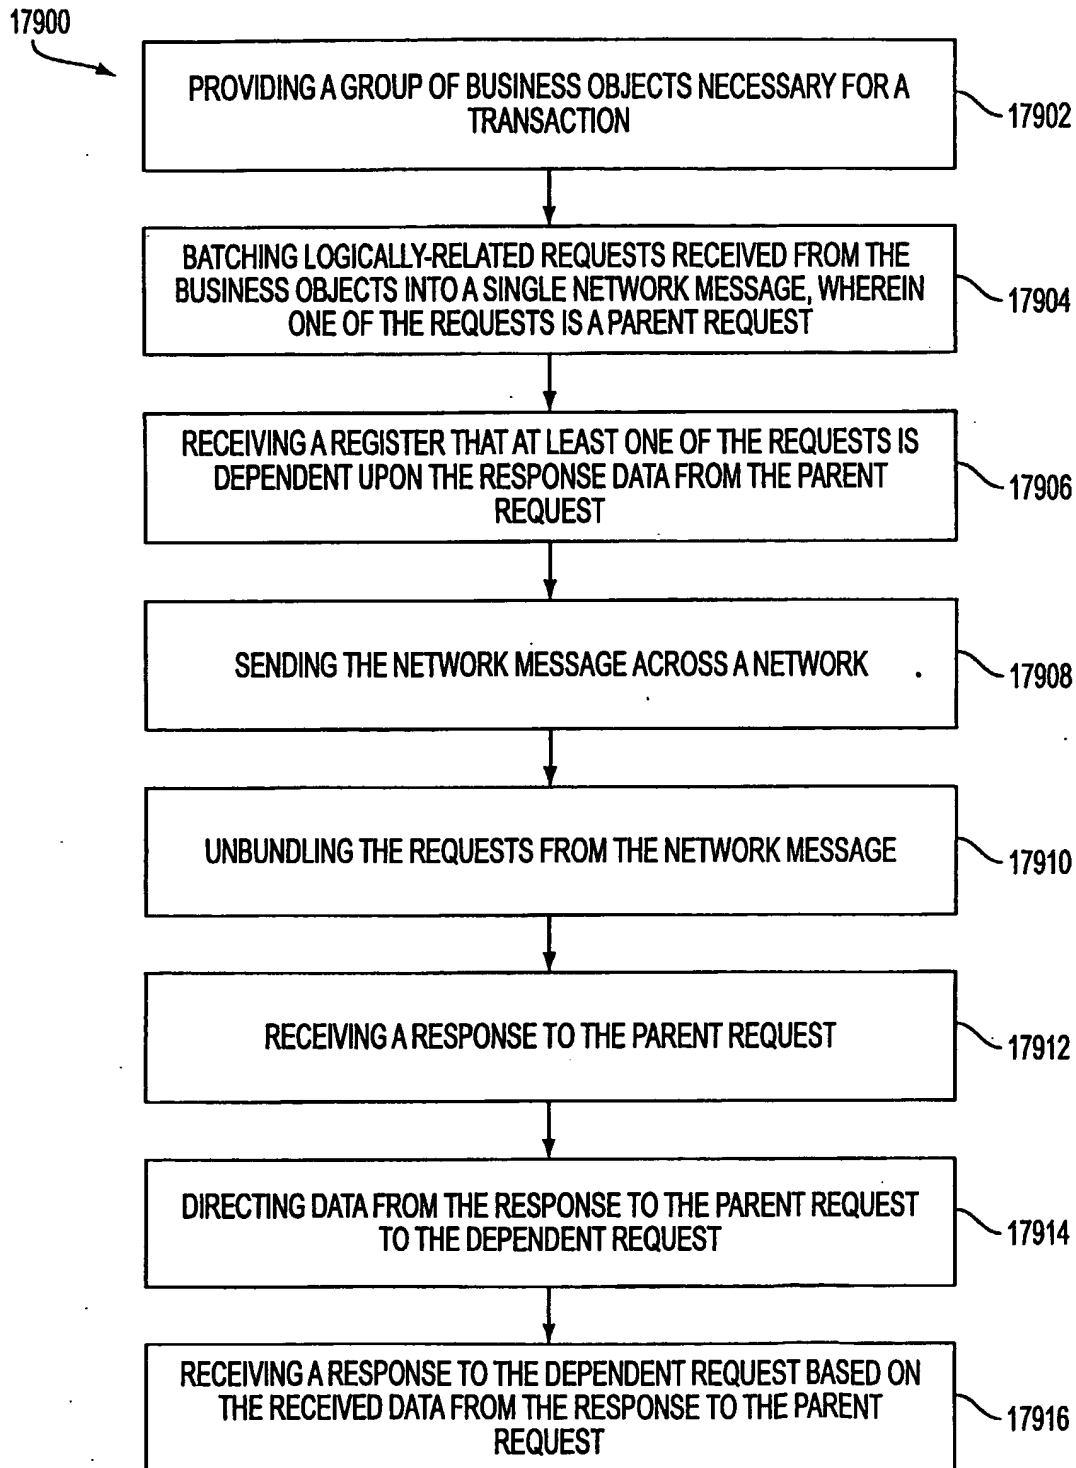 17900
PROVIDING A GROUP OF BUSINESS OBJECTS NECESSARY FOR A
TRANSACTION
17902
BATCHING LOGICALLY-RELATED REQUESTS RECEIVED FROM THE
BUSINESS OBJECTS INTO A SINGLE NETWORK MESSAGE, WHEREIN
ONE OF THE REQUESTS IS A PARENT REQUEST
17904
RECEIVING A REGISTER THAT AT LEAST ONE OF THE REQUESTS IS
DEPENDENT UPON THE RESPONSE DATA FROM THE PARENT
REQUEST
17906
SENDING THE NETWORK MESSAGE ACROSS A NETWORK
17908
UNBUNDLING THE REQUESTS FROM THE NETWORK MESSAGE
17910
RECEIVING A RESPONSE TO THE PARENT REQUEST
17912
DIRECTING DATA FROM THE RESPONSE TO THE PARENT REQUEST
TO THE DEPENDENT REQUEST
17914
RECEIVING A RESPONSE TO THE DEPENDENT REQUEST BASED ON
THE RECEIVED DATA FROM THE RESPONSE TO THE PARENT
REQUEST
17916